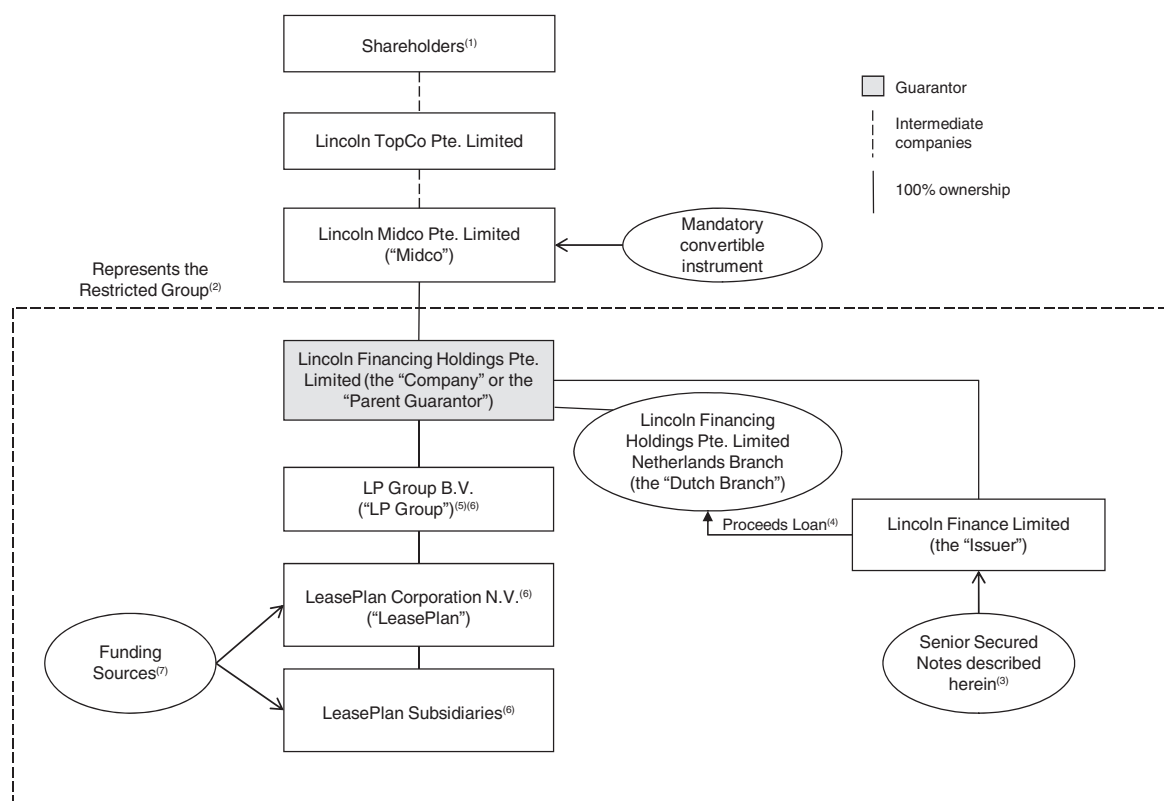 Shareholders(1)
Guarantor
Intermediate
companies
100% ownership
Lincoln TopCo Pte. Limited
Lincoln Midco Pte. Limited
(“Midco”)
Mandatory
convertible
instrument
Represents the
Restricted Group(2)
Lincoln Financing Holdings Pte.
Limited (the “Company” or the
“Parent Guarantor”)
Lincoln Financing
Holdings Pte. Limited
Netherlands Branch
(the “Dutch Branch”)
LP Group B.V.
(“LP Group”)(5)(6)
Proceeds Loan(4)
Lincoln Finance Limited
(the “Issuer”)
LeasePlan Corporation N.V.(6)
(“LeasePlan”)
Funding
Sources(7)
Senior Secured
Notes described
herein(3)
LeasePlan Subsidiaries(6)